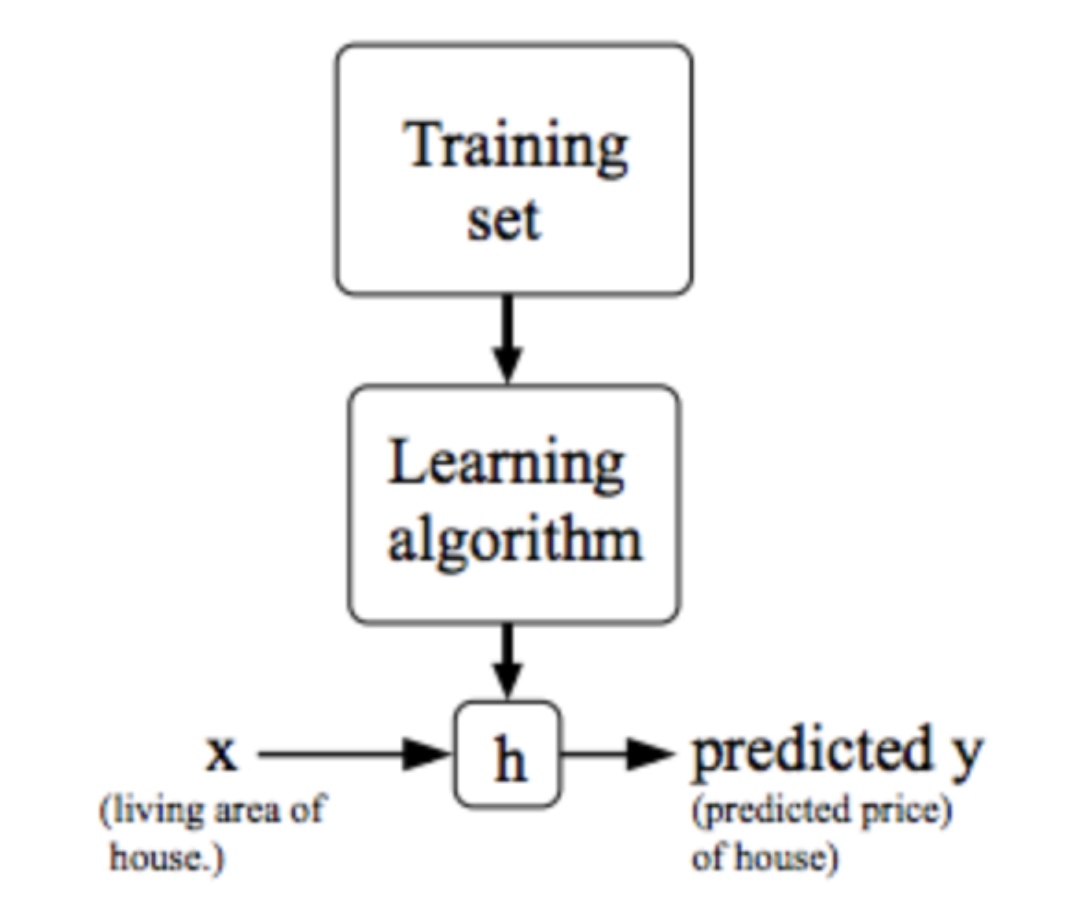 Training
set
Learning
algorithm
x
h
predicted y
(living area of
house.)
(predicted price)
of house)